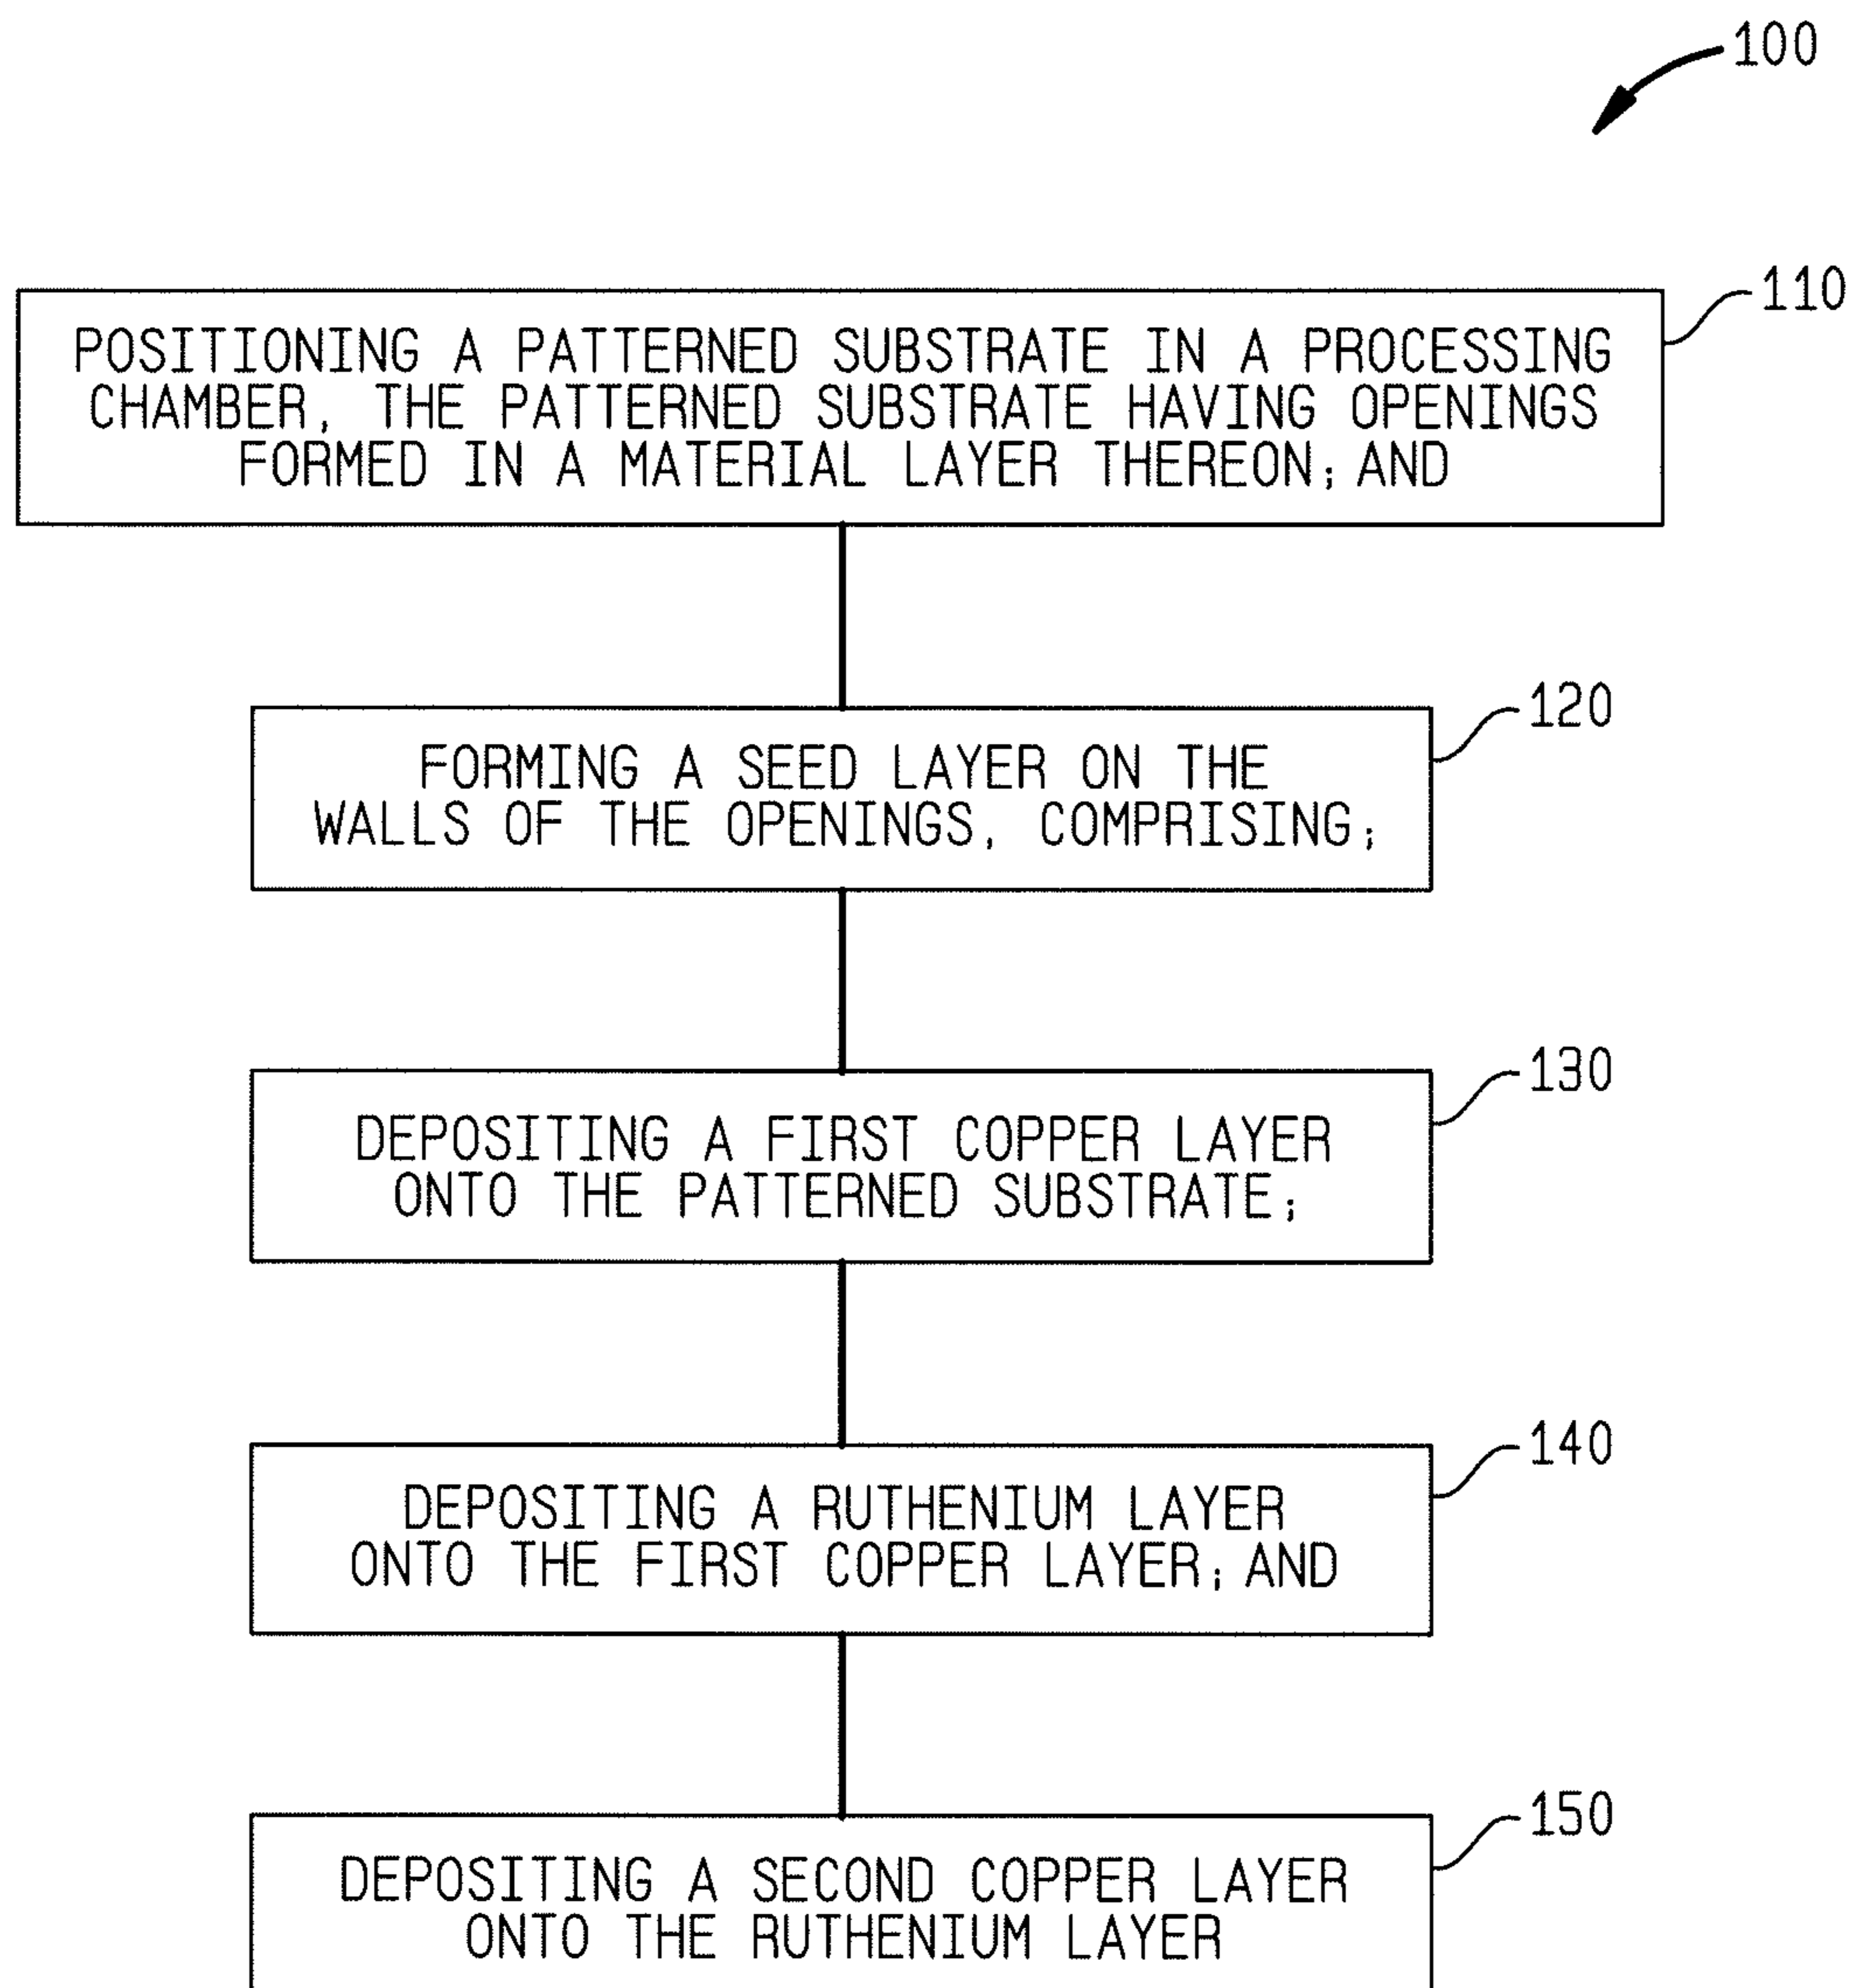 100
110
POSITIONING A PATTERNED SUBSTRATE IN A PROCESSING
CHAMBER, THE PATTERNED SUBSTRATE HAVING OPENINGS
FORMED IN A MATERIAL LAYER THEREON; AND
120
FORMING A SEED LAYER ON THE
WALLS OF THE OPENINGS, COMPRISING;
130
DEPOSITING A FIRST COPPER LAYER
ONTO THE PATTERNED SUBSTRATE;
140
DEPOSITING A RUTHENIUM LAYER
ONTO THE FIRST COPPER LAYER; AND
150
DEPOSITING A SECOND COPPER LAYER
ONTO THE RUTHENIUM LAYER